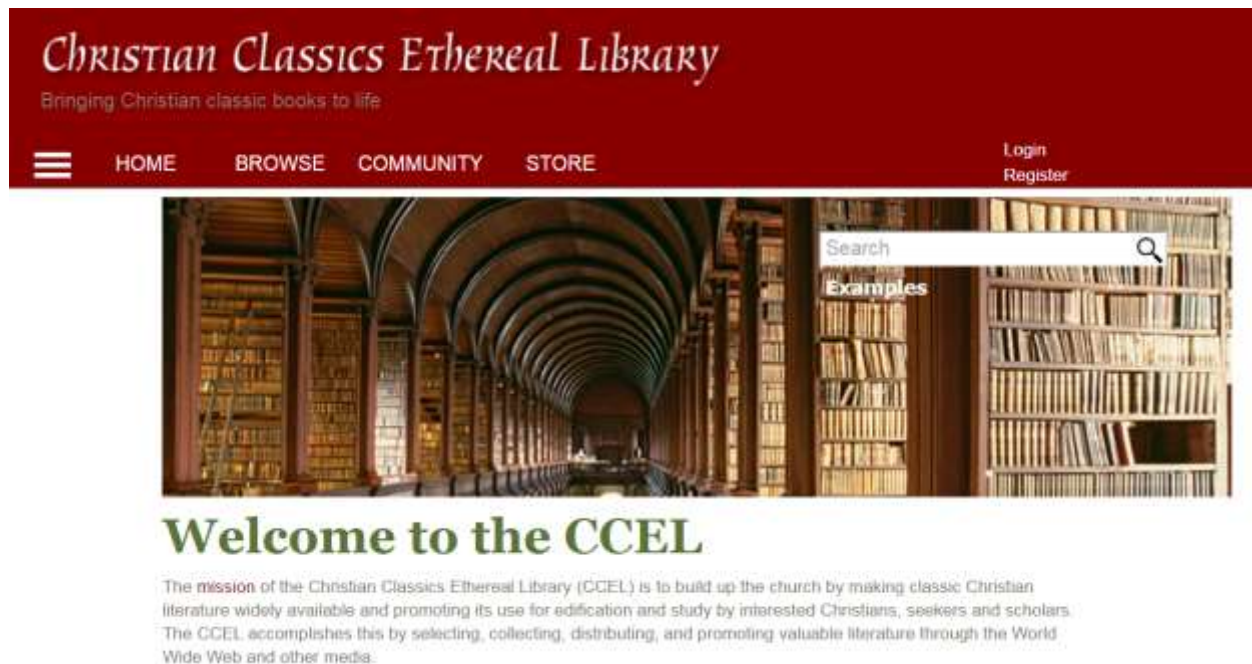 Christian Classics Ethereal Library
Bringing Christian classic books to life
HOME BROWSE COMMUNITY STORE
Login
Register
Search
Examples
Welcome to the CCEL
The mission of the Christian Classics Ethereal Library (CCEL) is to build up the church by making classic Christian
literature widely available and promoting its use for edification and study by interested Christians, seekers and scholars.
The CCEL accomplishes this by selecting, collecting, distributing, and promoting valuable literature through the World
Wide Web and other media.